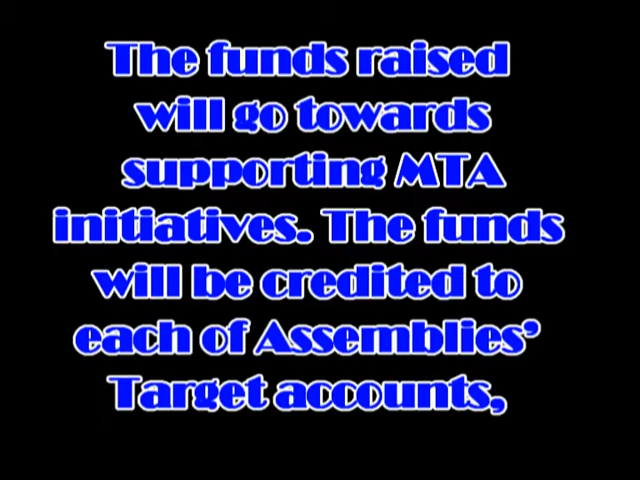 The funds raised
will go towards
supporting MTA
initiatives. The funds
will be credited to
each of Assemblies’
Target accounts,